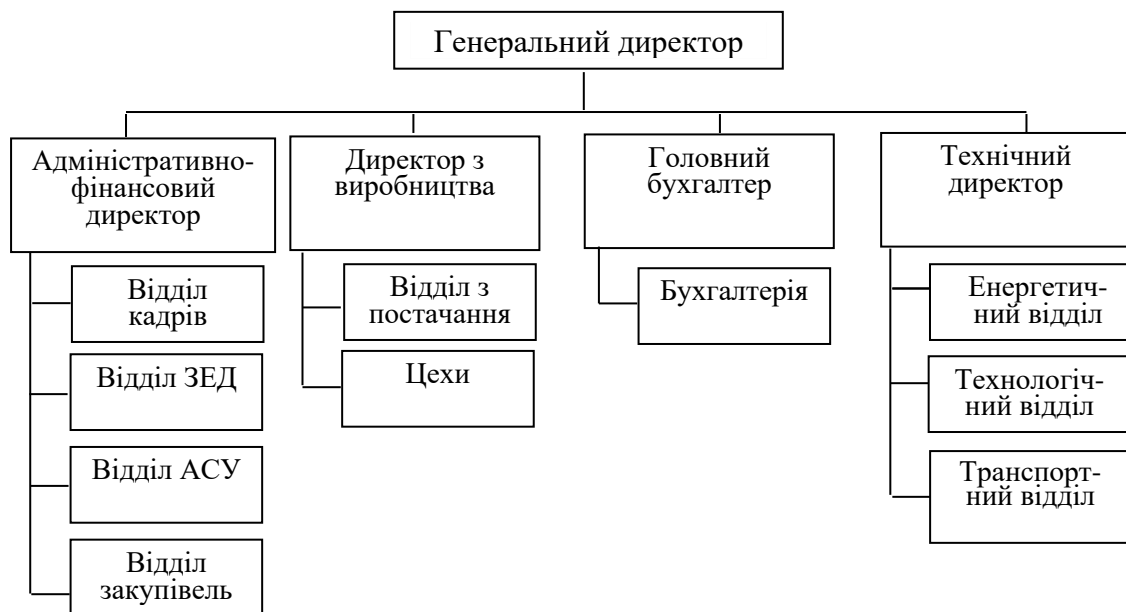 Генеральний директор
Адміністративно-
фінансовий
директор
Директор з
виробництва
Головний
бухгалтер
Технічний
директор
Відділ
кадрів
Відділ ЗЕД
Відділ АСУ
Відділ
закупівель
Відділ з
постачання
Цехи
Бухгалтерія
Енергетич-
ний відділ
Технологіч-
ний відділ
Транспорт-
ний відділ